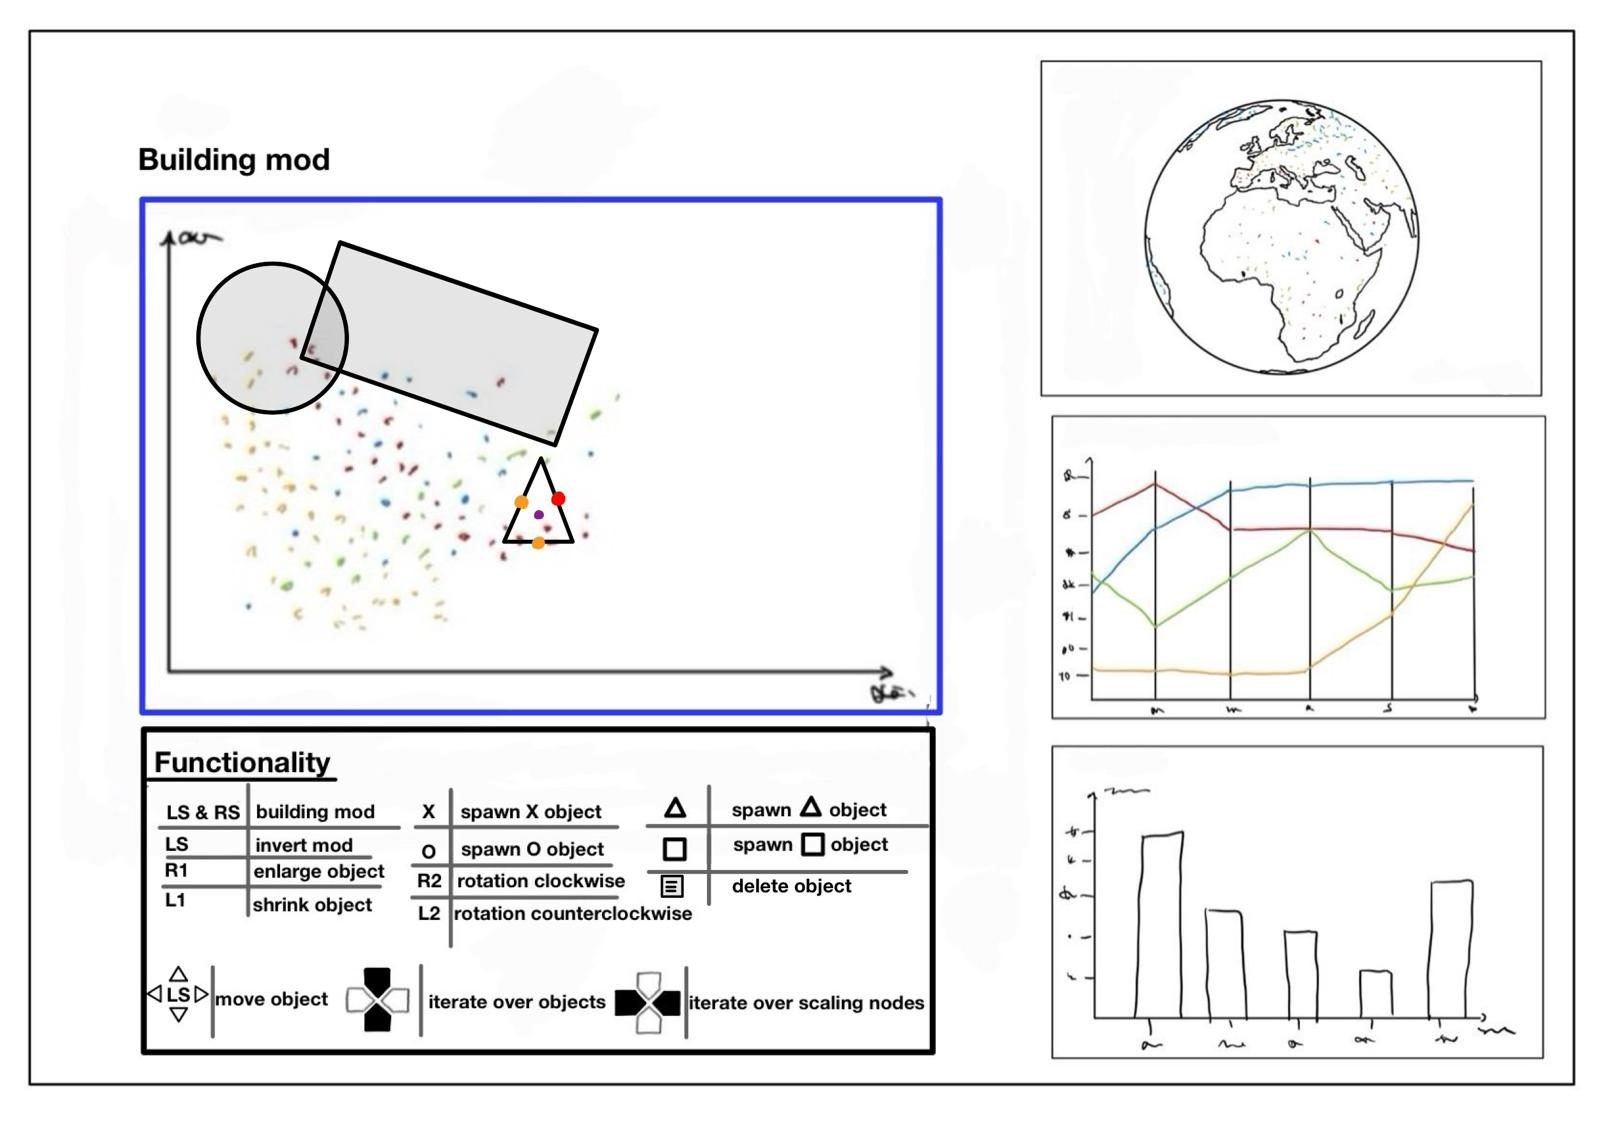 Building mod
Functionality
LS & RS building mod
LS invert mod
R1 enlarge object
L1 shrink object
X spawn X object
O spawn O object
R2 rotation clockwise
L2 rotation counterclockwise
spawn object
spawn object
delete object
LS move object
iterate over objects
iterate over scaling nodes